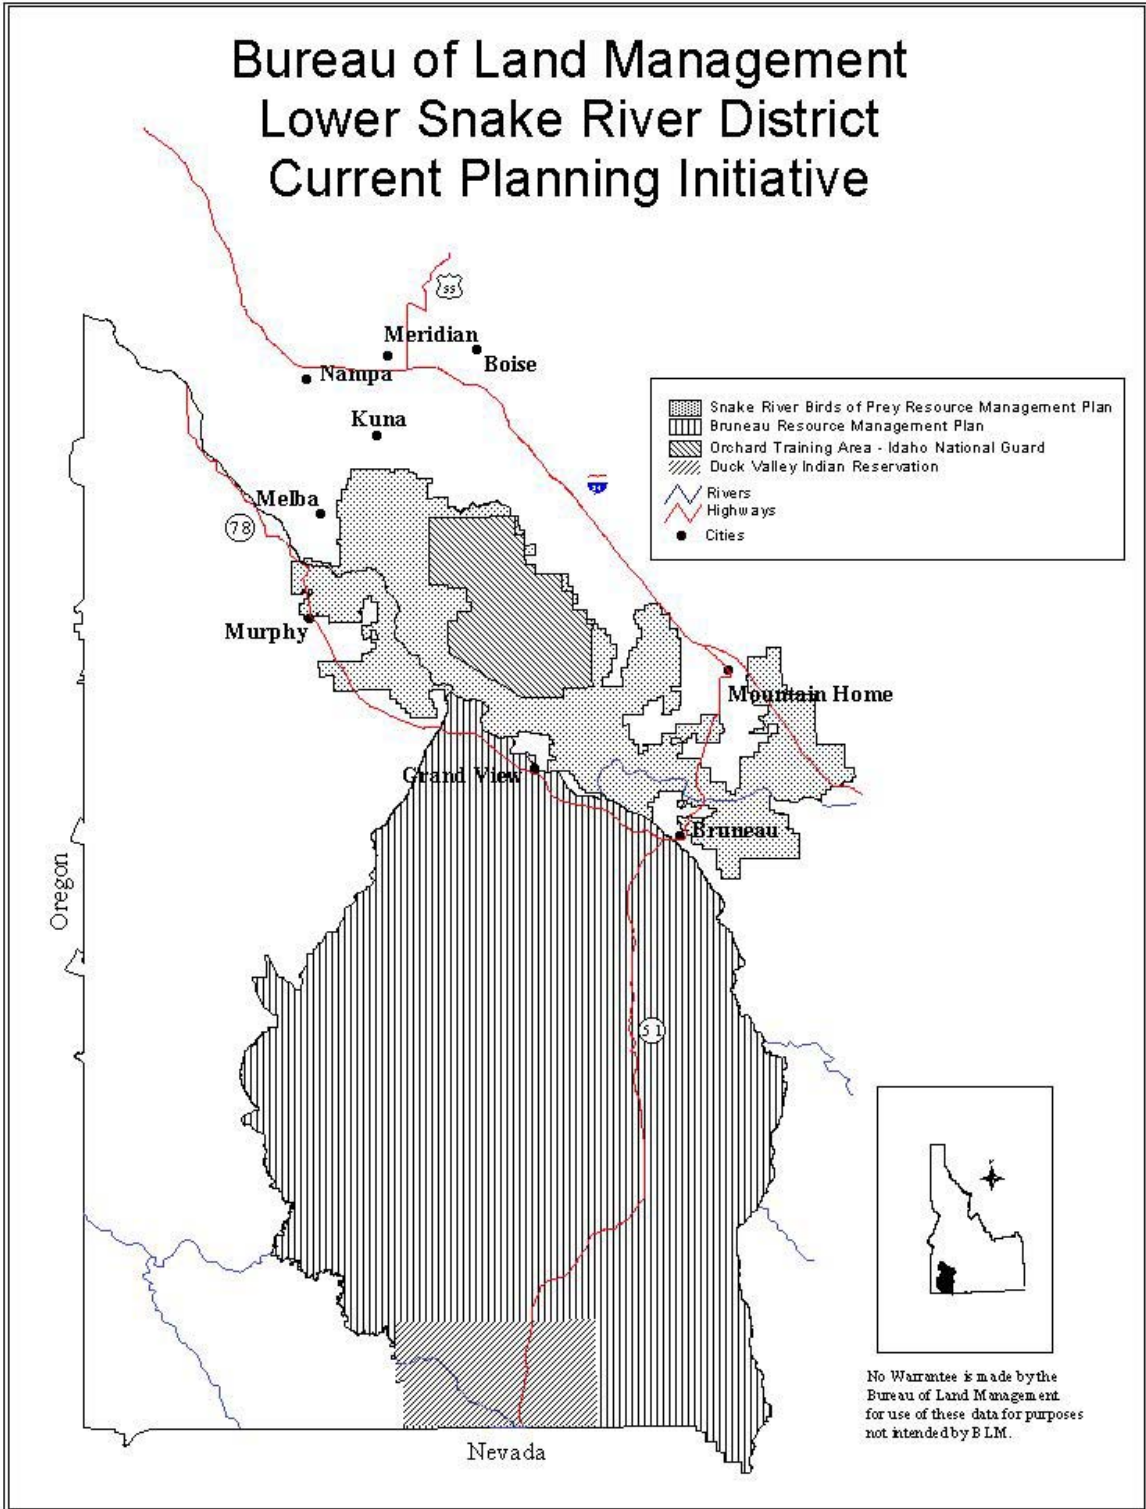 Bureau of Land Management
Lower Snake River District
Current Planning Initiative
55
Meridian
Boise
Nampa
Kuna
Snake River Birds of Prey Resource Management Plan
Bruneau Resource Management Plan
Orchard Training Area - Idaho National Guard
Duck Valley Indian Reservation
Rivers
Highways
Cities
Melba
78
Murphy
Mountain Home
Grand View
Bruneau
Oregon
51
Nevada
No Warrantee is made by the
Bureau of Land Management
for use of these data for purposes
not intended by BLM.